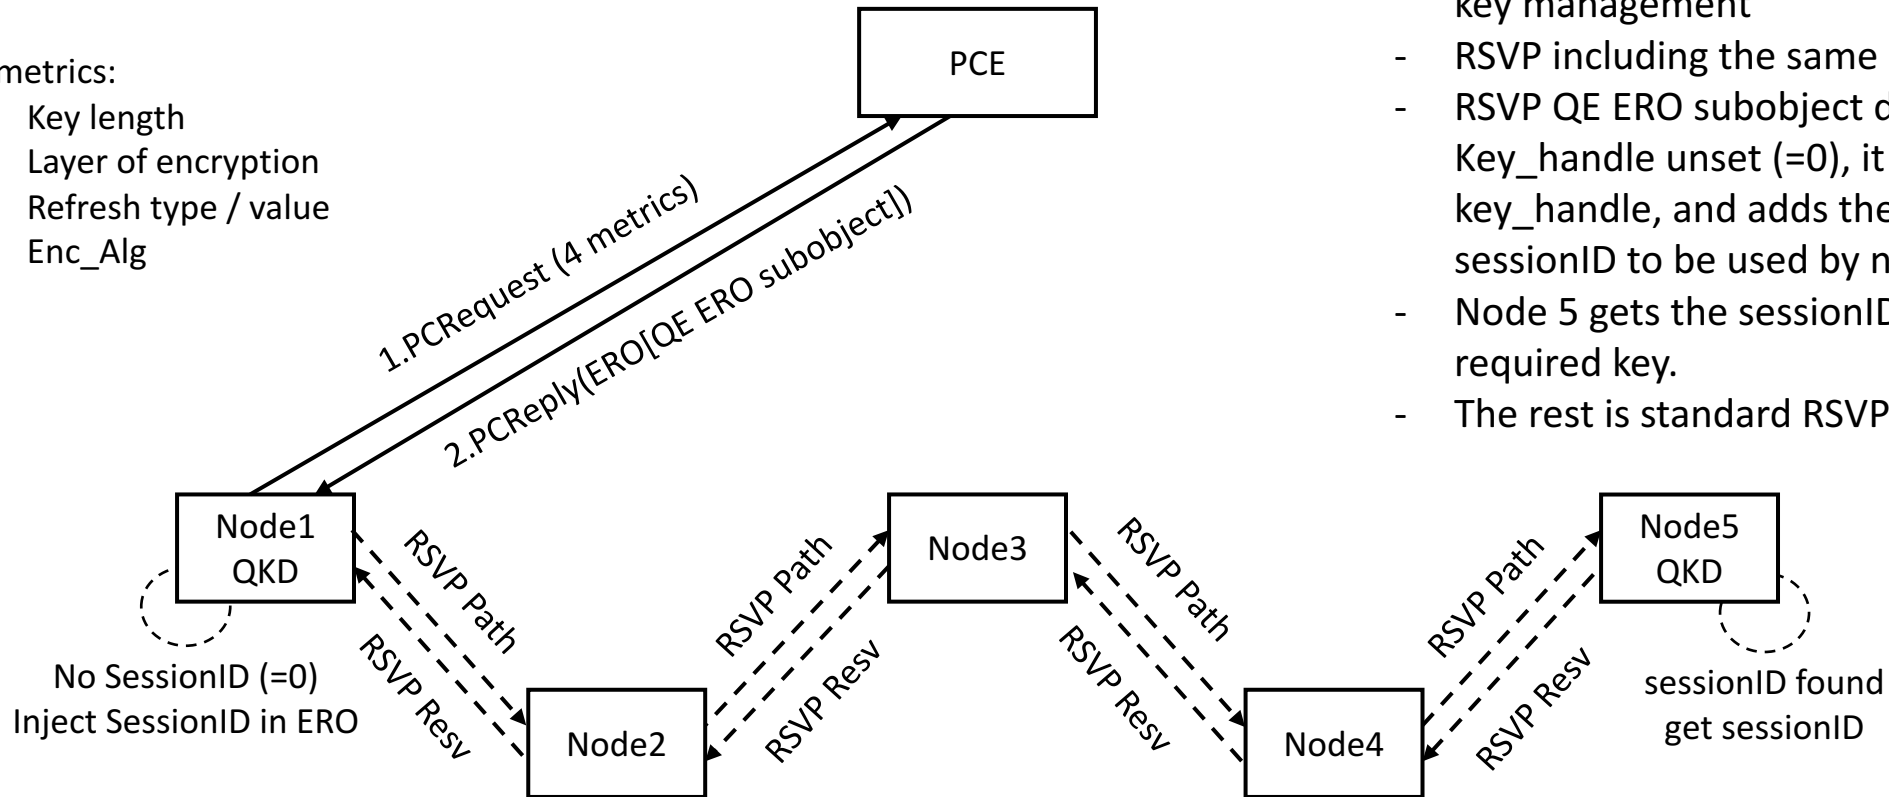 metrics:
Key length
Layer of encryption
Refresh type / value
Enc_Alg
PCE
key management
- RSVP including the same
- RSVP QE ERO subobject
Key_handle unset (=0), it
key_handle, and adds the
sessionID to be used by
- Node 5 gets the sessionID
required key.
- The rest is standard RSVP
1.PCRequest (4 metrics)
2.PCReply(ERO[QE ERO subobject])
Node1
QKD
No SessionID (=0)
Inject SessionID in ERO
RSVP Path
RSVP Resv
Node2
RSVP Path
RSVP Resv
Node3
RSVP Path
RSVP Resv
Node4
RSVP Path
RSVP Resv
Node5
QKD
sessionID found
get sessionID